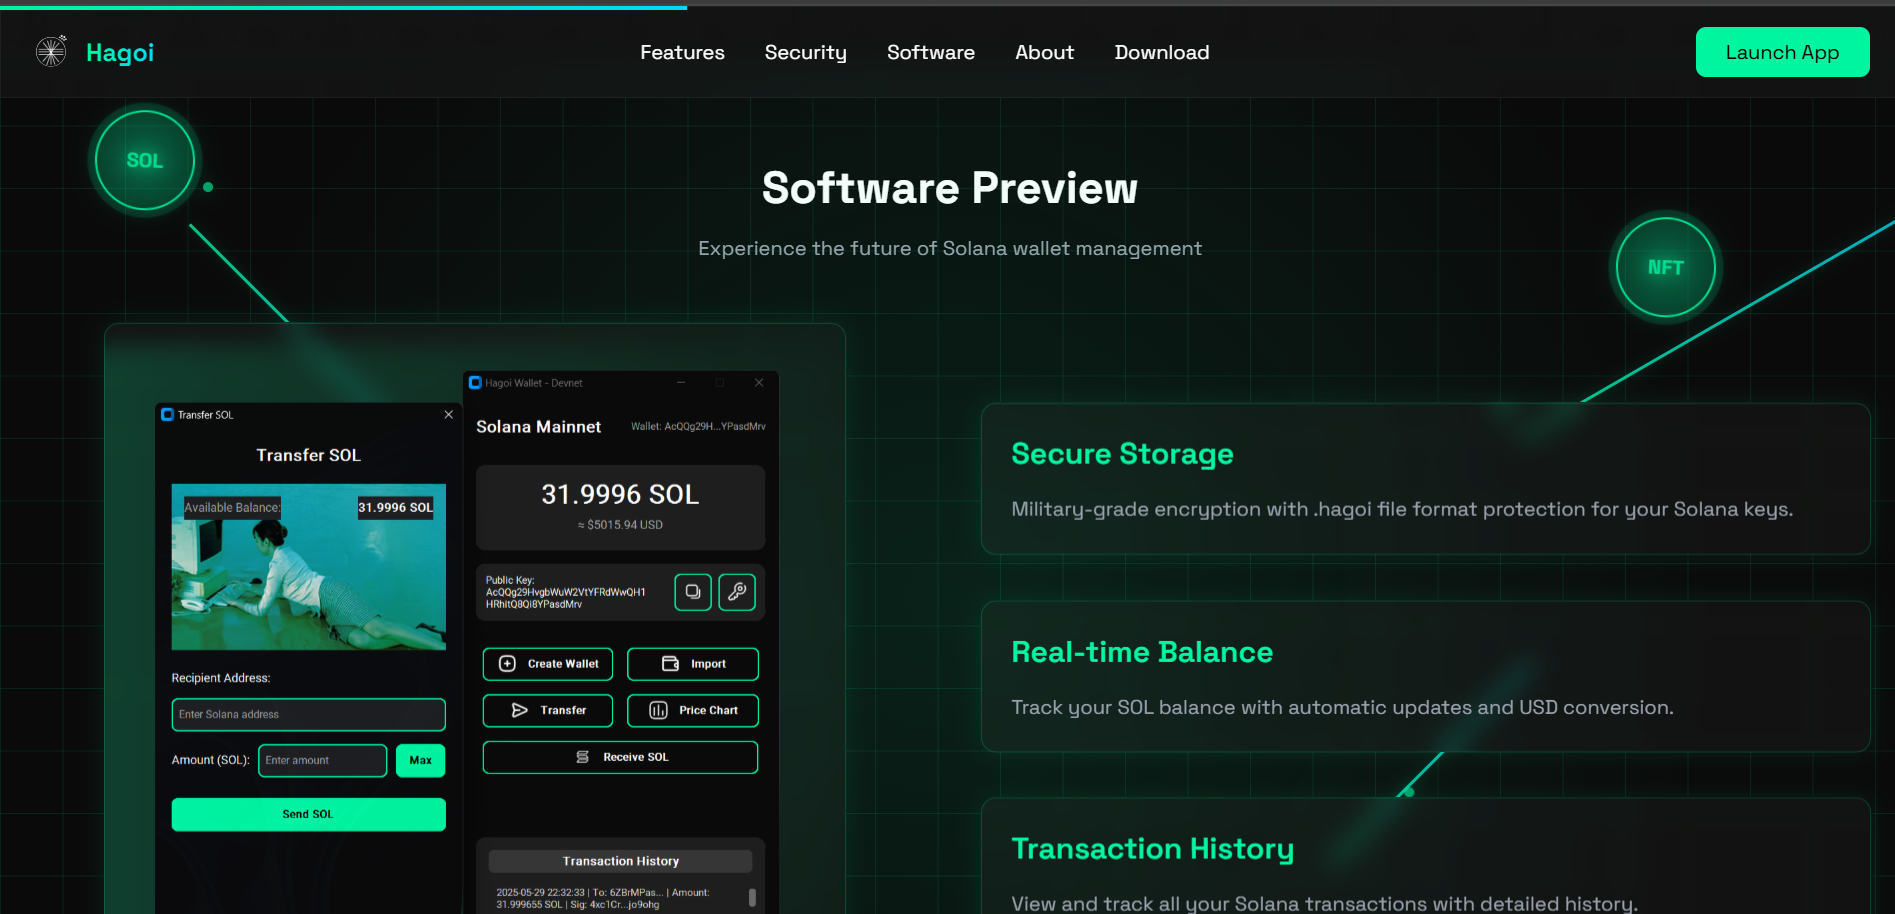 Hagoi
Features
Security
Software
About
Download
Launch App
SOL
Software Preview
Experience the future of Solana wallet management
NFT
Transfer SOL
Transfer SOL
Available Balance:
31.9996 SOL
Recipient Address:
Enter Solana address
Amount (SOL):
Enter amount
Max
Send SOL
Hagoi Wallet - Devnet
Solana Mainnet
Wallet: AcQQg29H...YPasdMrv
31.9996 SOL
≈ $5015.94 USD
Public Key:
AcQQg29HvgbWuW2VtYFRdWwQH1
HRhitQ8Qi8YPasdMrv
Create Wallet
Import
Transfer
Price Chart
Receive SOL
Transaction History
2025-05-29 22:32:33 | To: 6ZBrMPas... | Amount:
31.999655 SOL | Sig: 4xc1Cr...jo9ohg
Secure Storage
Military-grade encryption with .hagoi file format protection for your Solana keys.
Real-time Balance
Track your SOL balance with automatic updates and USD conversion.
Transaction History
View and track all your Solana transactions with detailed history.